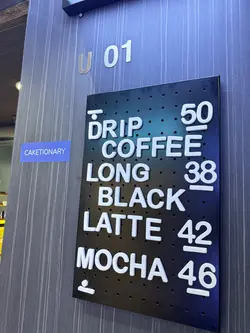 U 01
CAKETIONARY
DRIP 50
COFFEE
LONG 38
BLACK
LATTE 42
MOCHA 46